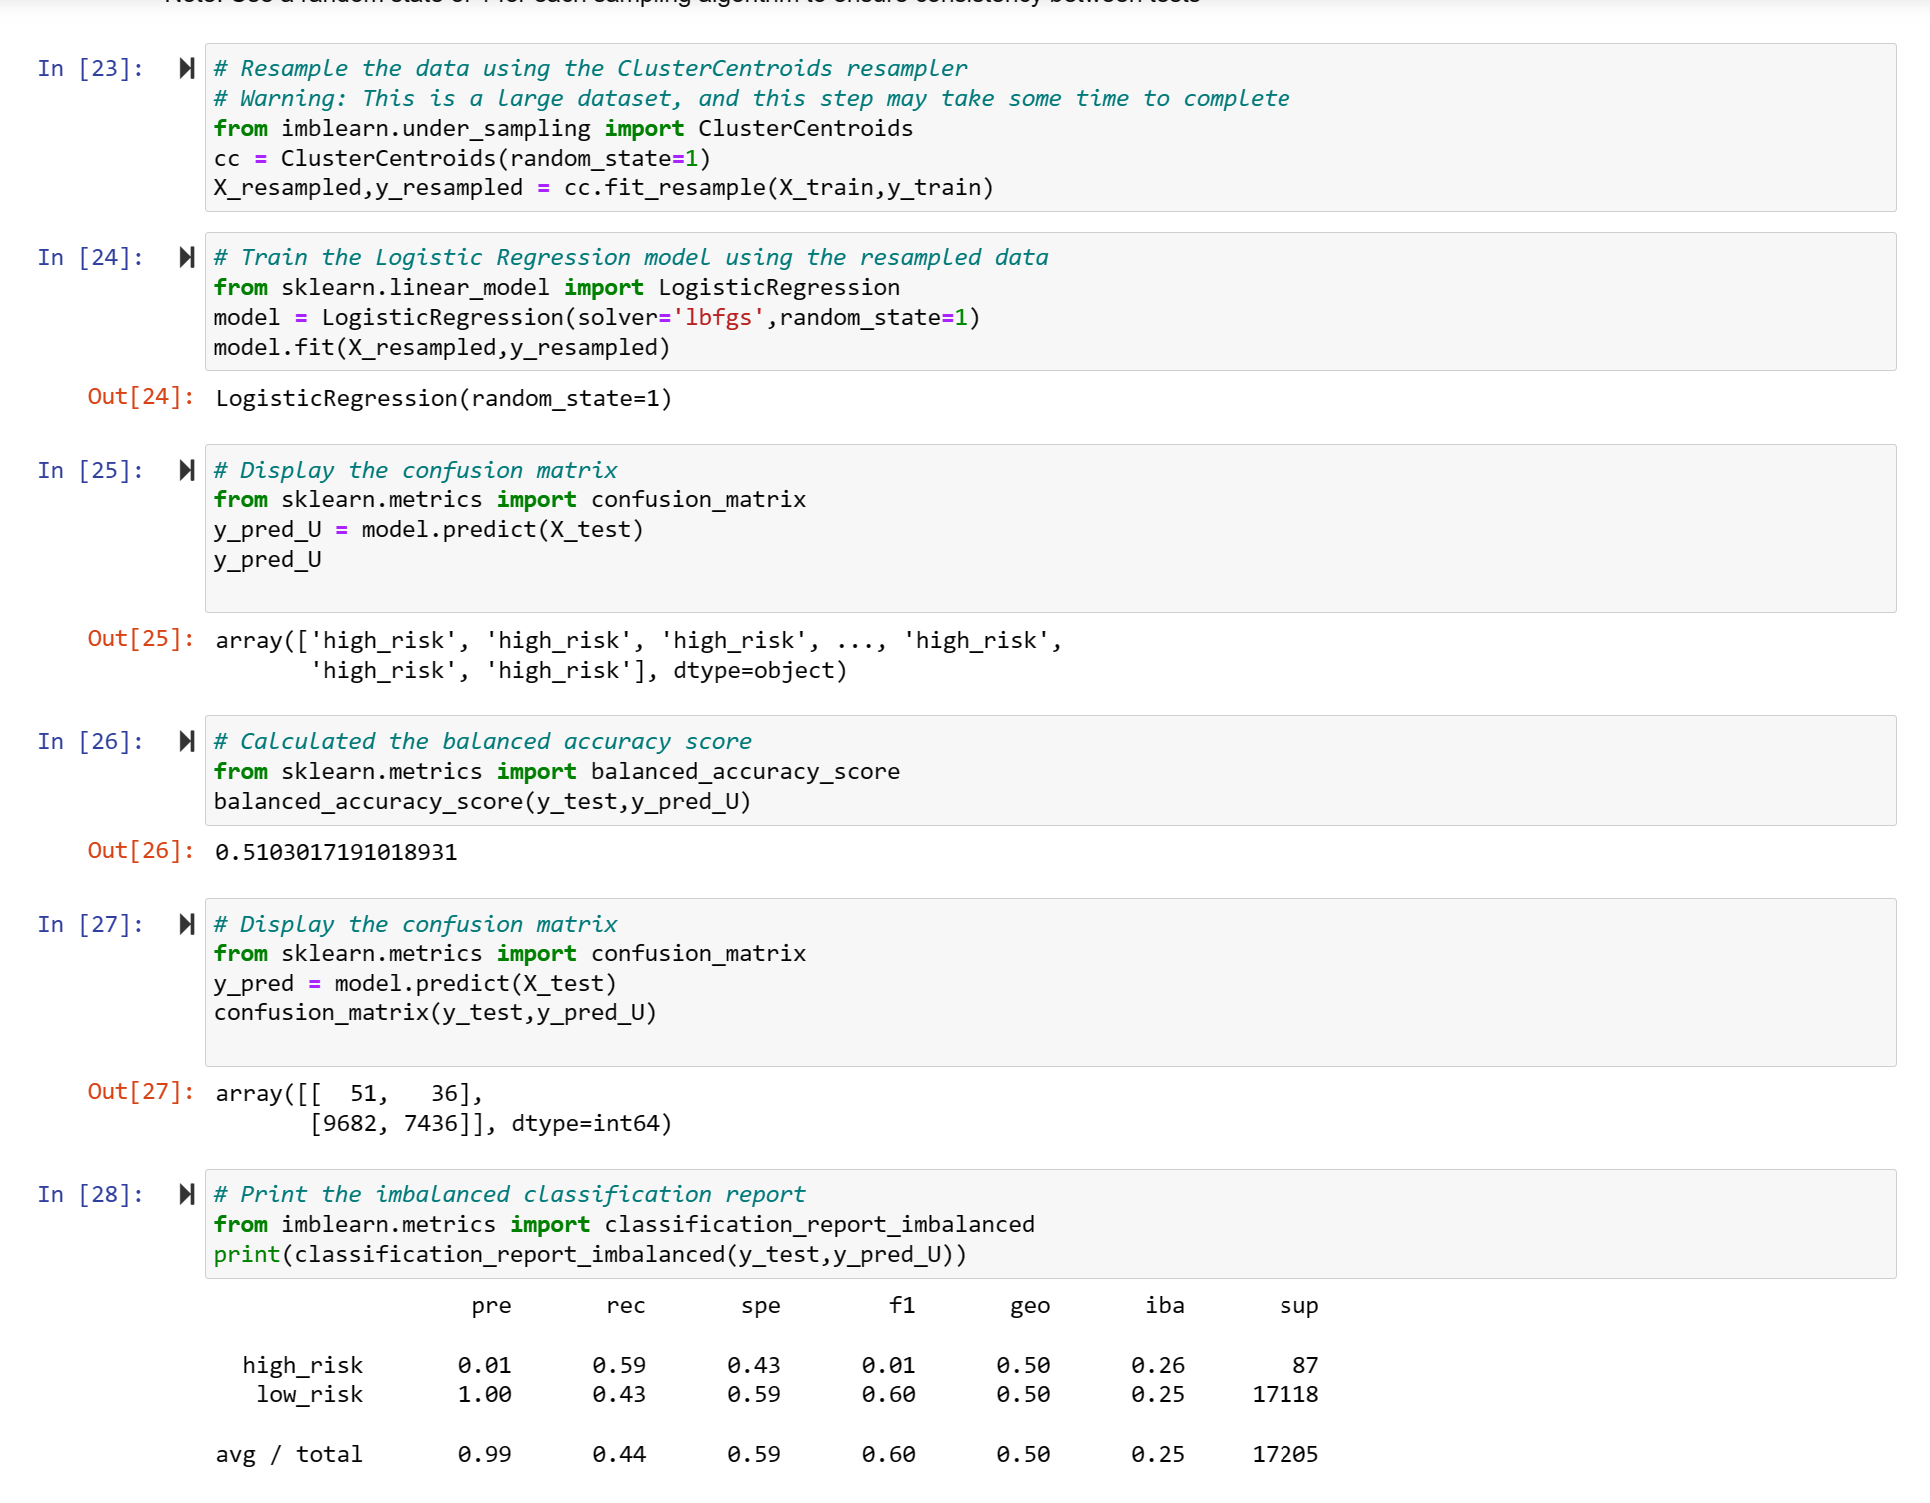 In [23]: # Resample the data using the ClusterCentroids resampler
# Warning: This is a large dataset, and this step may take some time to complete
from imblearn.under_sampling import ClusterCentroids
cc = ClusterCentroids(random_state=1)
X_resampled,y_resampled = cc.fit_resample(X_train,y_train)
In [24]: # Train the Logistic Regression model using the resampled data
from sklearn.linear_model import LogisticRegression
model = LogisticRegression(solver='lbfgs',random_state=1)
model.fit(X_resampled,y_resampled)
Out[24]: LogisticRegression(random_state=1)
In [25]: # Display the confusion matrix
from sklearn.metrics import confusion_matrix
y_pred_U = model.predict(X_test)
y_pred_U
Out[25]: array(['high_risk', 'high_risk', 'high_risk', ..., 'high_risk',
'high_risk', 'high_risk'], dtype=object)
In [26]: # Calculated the balanced accuracy score
from sklearn.metrics import balanced_accuracy_score
balanced_accuracy_score(y_test,y_pred_U)
Out[26]: 0.5103017191018931
In [27]: # Display the confusion matrix
from sklearn.metrics import confusion_matrix
y_pred = model.predict(X_test)
confusion_matrix(y_test,y_pred_U)
Out[27]: array([[ 51, 36],
[9682, 7436]], dtype=int64)
In [28]: # Print the imbalanced classification report
from imblearn.metrics import classification_report_imbalanced
print(classification_report_imbalanced(y_test,y_pred_U))
pre rec spe f1 geo iba sup
high_risk 0.01 0.59 0.43 0.01 0.50 0.26 87
low_risk 1.00 0.43 0.59 0.60 0.50 0.25 17118
avg / total 0.99 0.44 0.59 0.60 0.50 0.25 17205